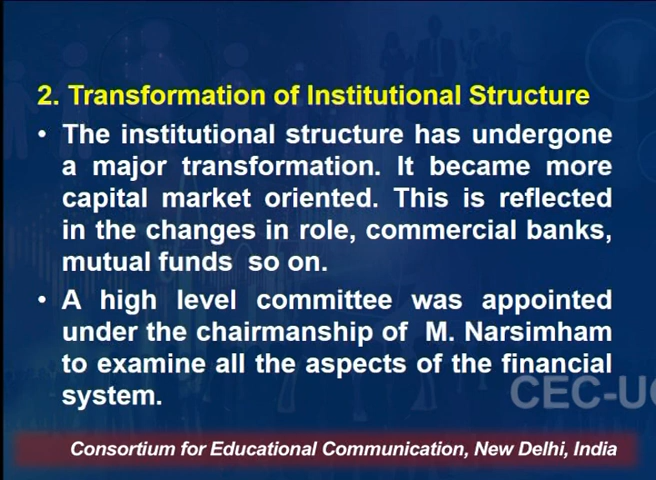 2. Transformation of Institutional Structure
• The institutional structure has undergone
a major transformation. It became more
capital market oriented. This is reflected
in the changes in role, commercial banks,
mutual funds so on.
• A high level committee was appointed
under the chairmanship of M. Narsimham
to examine all the aspects of the financial
system.
CEC-U
Consortium for Educational Communication, New Delhi, India